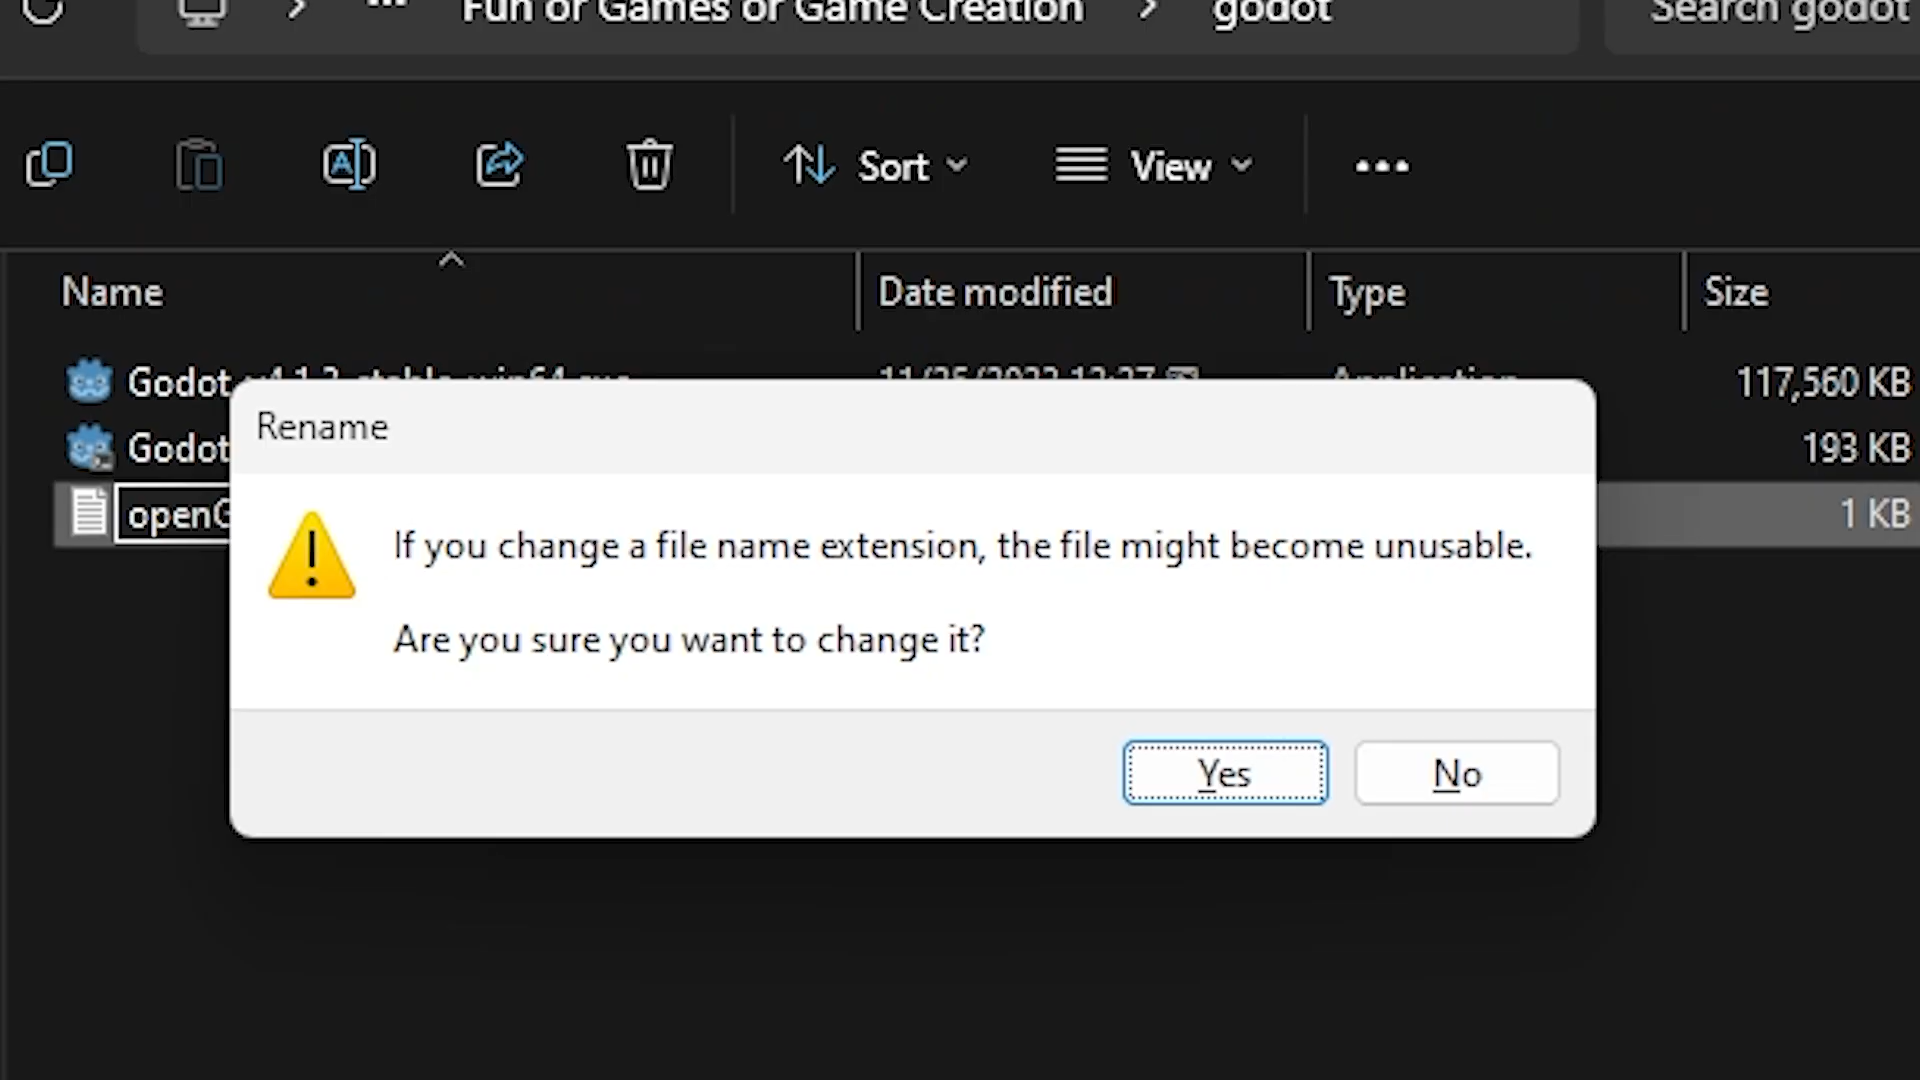 Fun or Games or Game Creation > godot
Search godot
Sort
View
Name
Date modified
Type
Size
Godot
117,560 KB
Godot
193 KB
openG
1 KB
Rename
If you change a file name extension, the file might become unusable.
Are you sure you want to change it?
Yes
No